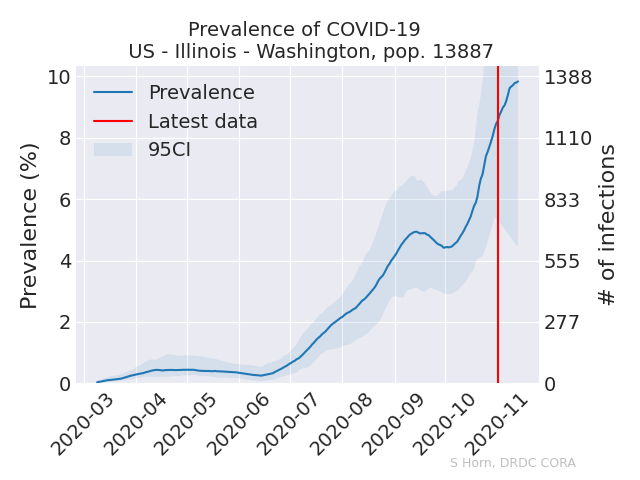 Prevalence of COVID-19
US - Illinois - Washington, pop. 13887
Prevalence
Latest data
95CI
Prevalence (%)
10
8
6
4
2
0
1388
1110
833
555
277
0
# of infections
2020-03
2020-04
2020-05
2020-06
2020-07
2020-08
2020-09
2020-10
2020-11
S Horn, DRDC CORA